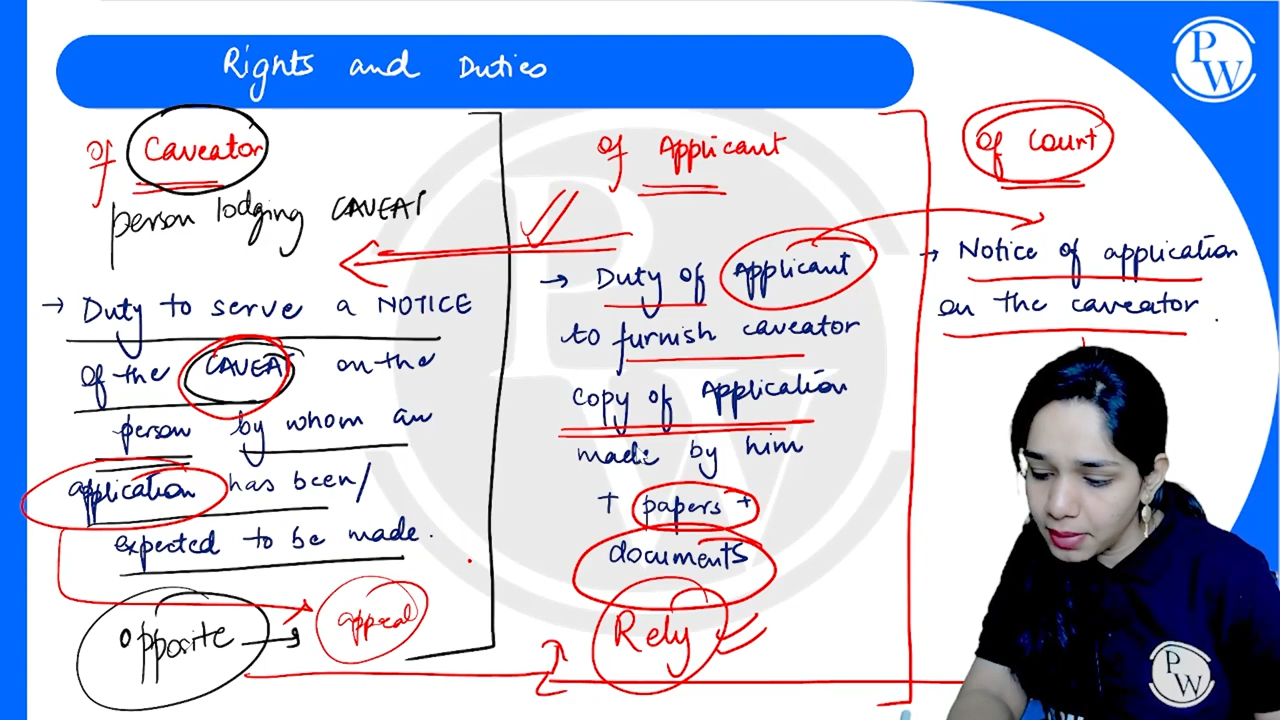 Rights and Duties
PW
of Caveator
person lodging CAVEAT
→ Duty to serve a NOTICE
of the CAVEAT on the
person by whom an
application has been/
expected to be made.
opposite →
appeal
of Applicant
→ Duty of Applicant
to furnish caveator
copy of Application
made by him
+ papers +
documents
Rely
of Court
→ Notice of application
on the caveator.
PW
PW